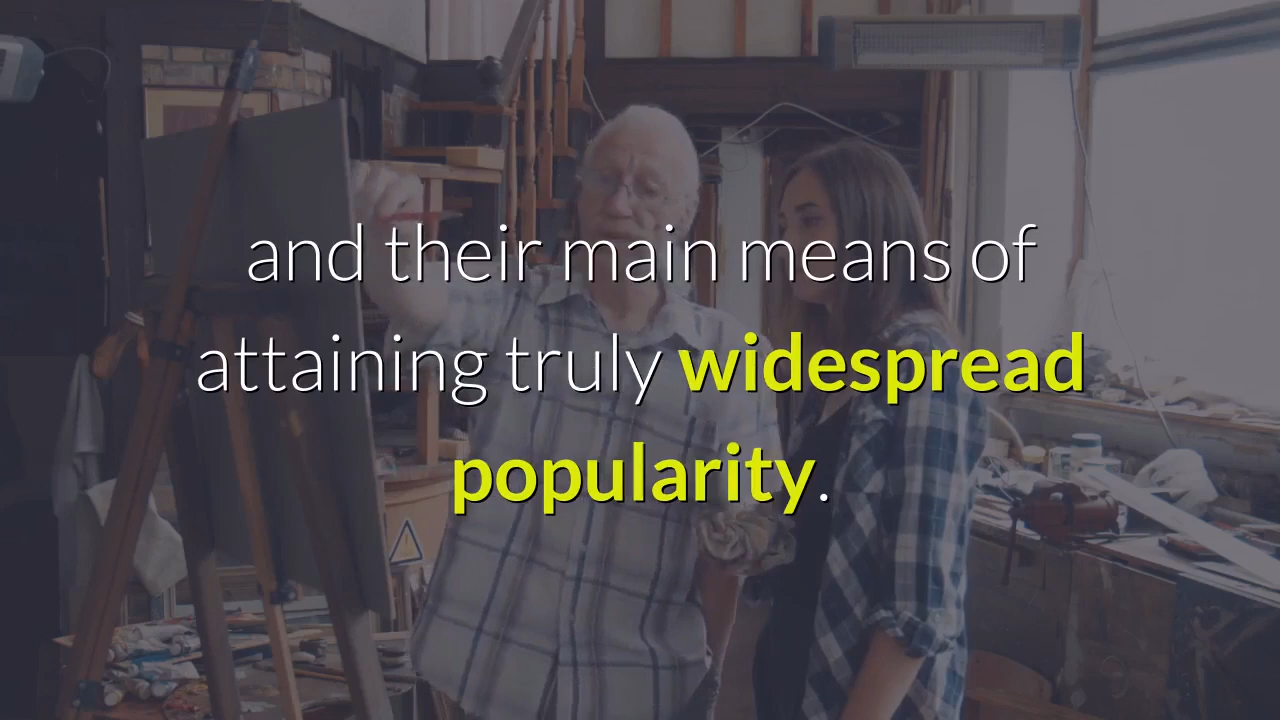 and their main means of
attaining truly widespread
popularity.